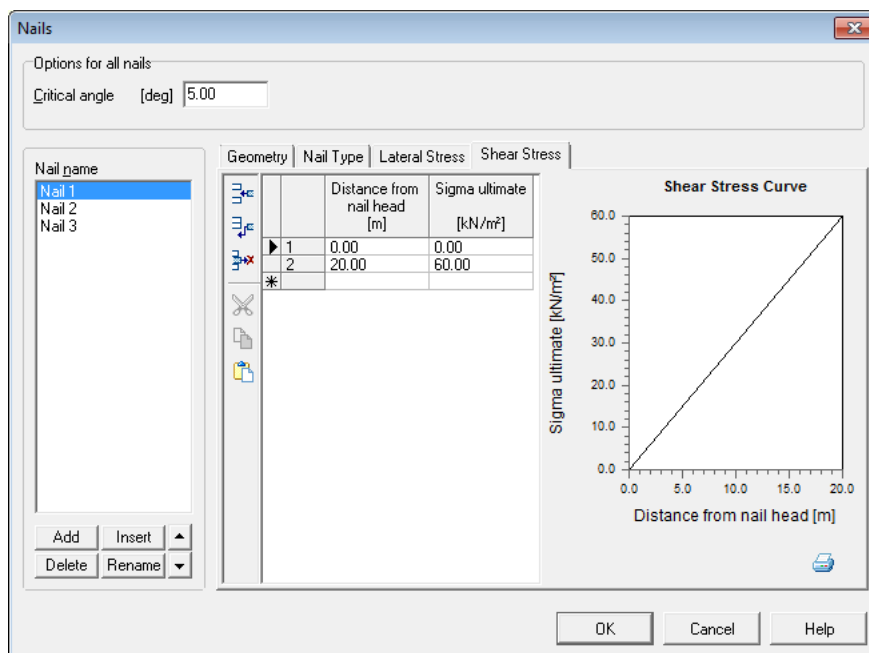 Nails
Options for all nails
Critical angle [deg] 5.00
Nail name
Nail 1
Nail 2
Nail 3
Add Insert
Delete Rename
Geometry Nail Type Lateral Stress Shear Stress
Distance from nail head [m] Sigma ultimate [kN/m²]
1 0.00 0.00
2 20.00 60.00
Shear Stress Curve
Sigma ultimate [kN/m²]
60.0
50.0
40.0
30.0
20.0
10.0
0.0
0.0 5.0 10.0 15.0 20.0
Distance from nail head [m]
OK Cancel Help